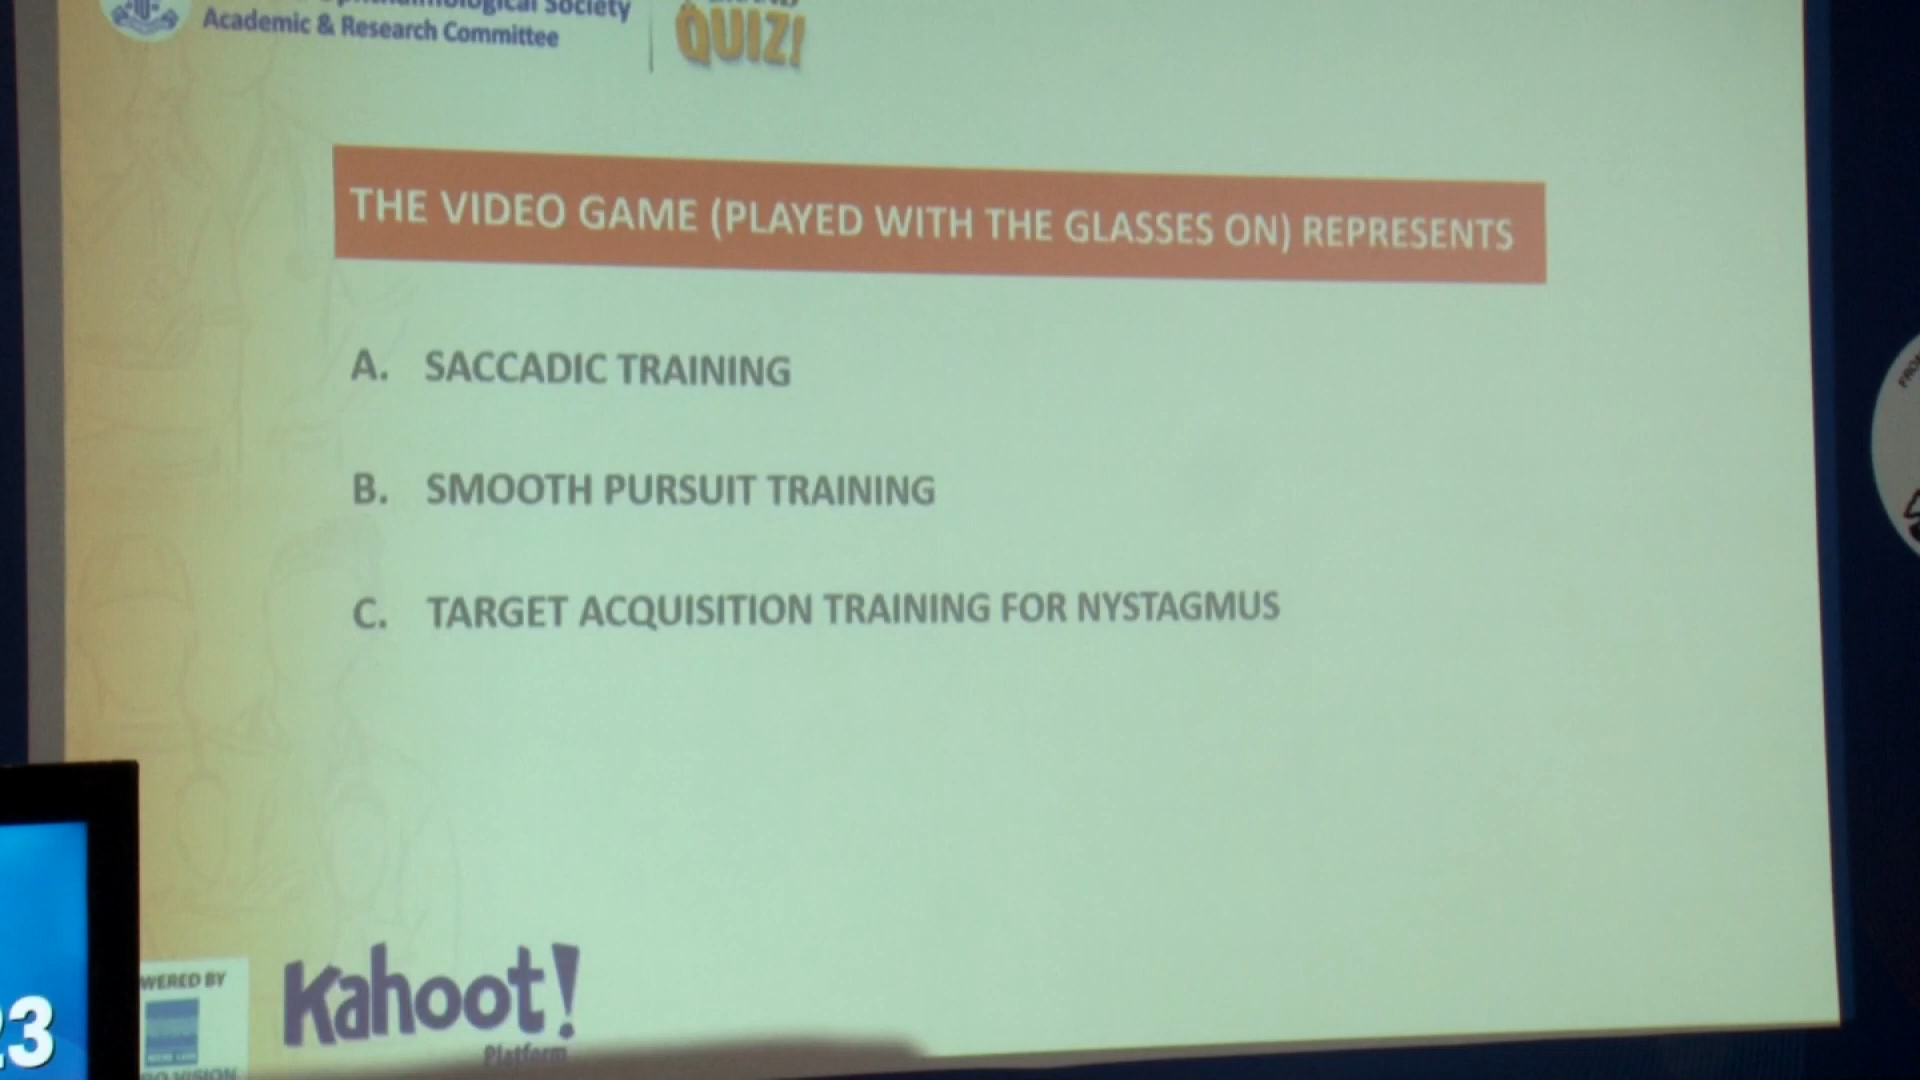 Society
Academic & Research Committee
QUIZ!
THE VIDEO GAME (PLAYED WITH THE GLASSES ON) REPRESENTS
A. SACCADIC TRAINING
B. SMOOTH PURSUIT TRAINING
C. TARGET ACQUISITION TRAINING FOR NYSTAGMUS
WERED BY
Kahoot!
Platform
VISION
23